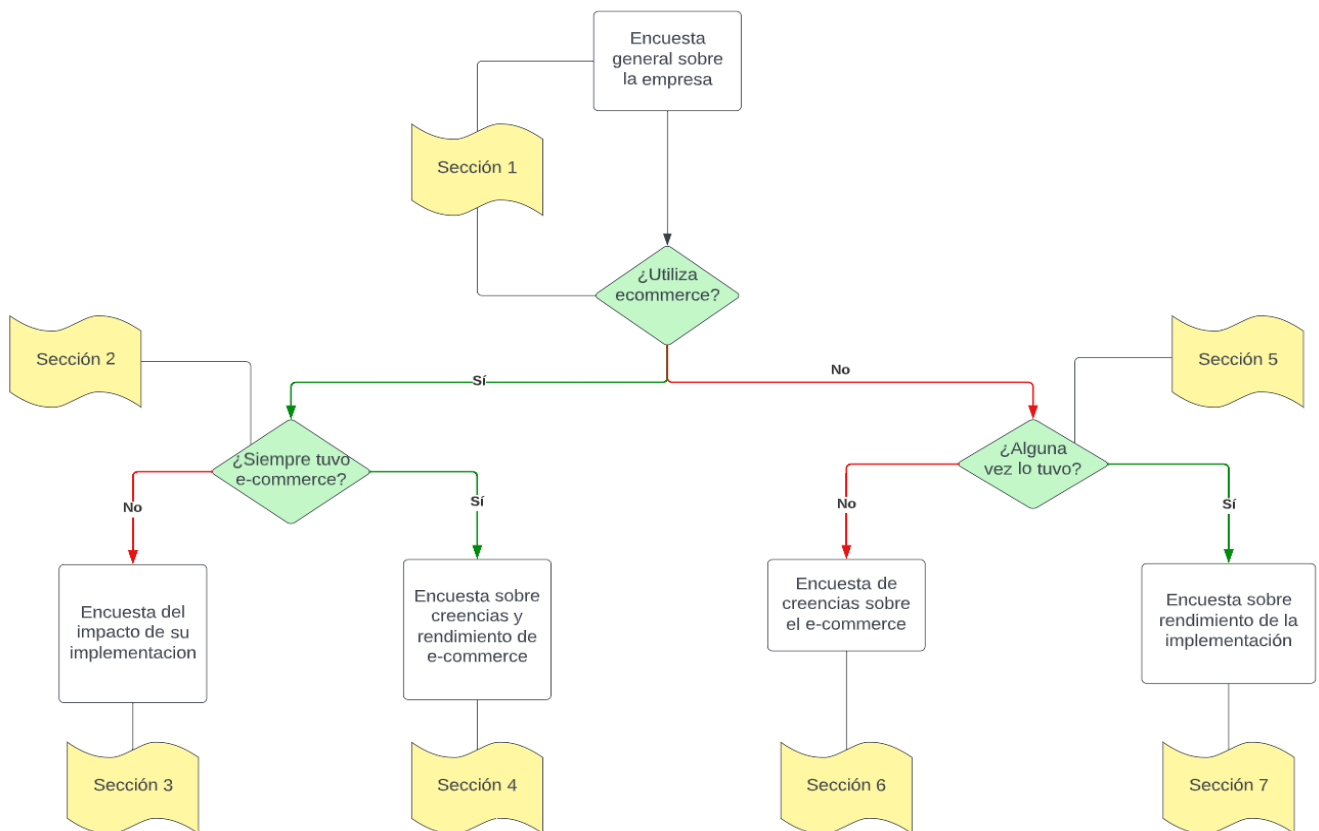 Encuesta
general sobre
la empresa
Sección 1
¿Utiliza
ecommerce?
Sección 2
Sección 5
Sí
No
¿Siempre tuvo
e-commerce?
¿Alguna
vez lo tuvo?
No
Sí
No
Sí
Encuesta del
impacto de su
implementacion
Encuesta sobre
creencias y
rendimiento de
e-commerce
Encuesta de
creencias sobre
el e-commerce
Encuesta sobre
rendimiento de la
implementación
Sección 3
Sección 4
Sección 6
Sección 7